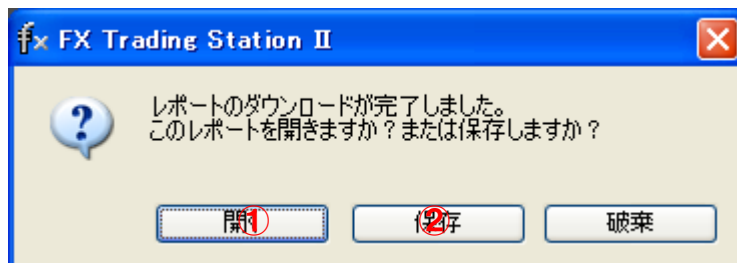 fx FX Trading Station II
レポートのダウンロードが完了しました。
このレポートを開きますか？または保存しますか？
開① 保②存 破棄